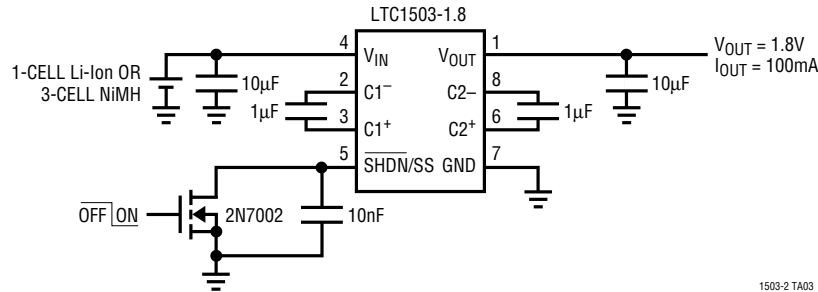 LTC1503-1.8
1-CELL Li-Ion OR
3-CELL NiMH
10µF
1µF
4
2
3
5
VIN
C1–
C1+
SHDN/SS
VOUT
C2–
C2+
GND
1
8
6
7
1µF
10µF
VOUT = 1.8V
IOUT = 100mA
OFF ON
2N7002
10nF
1503-2 TA03